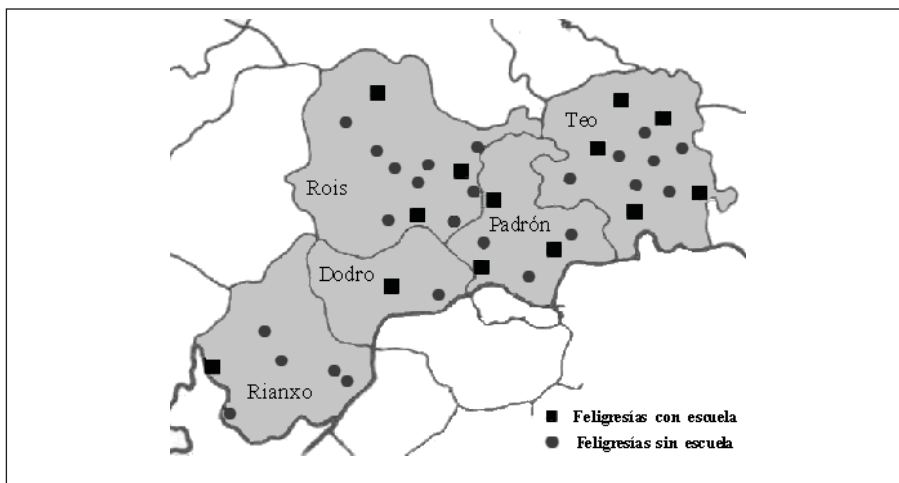 Teo
Rois
Padrón
Dodro
Rianxo
Feligresías con escuela
Feligresías sin escuela